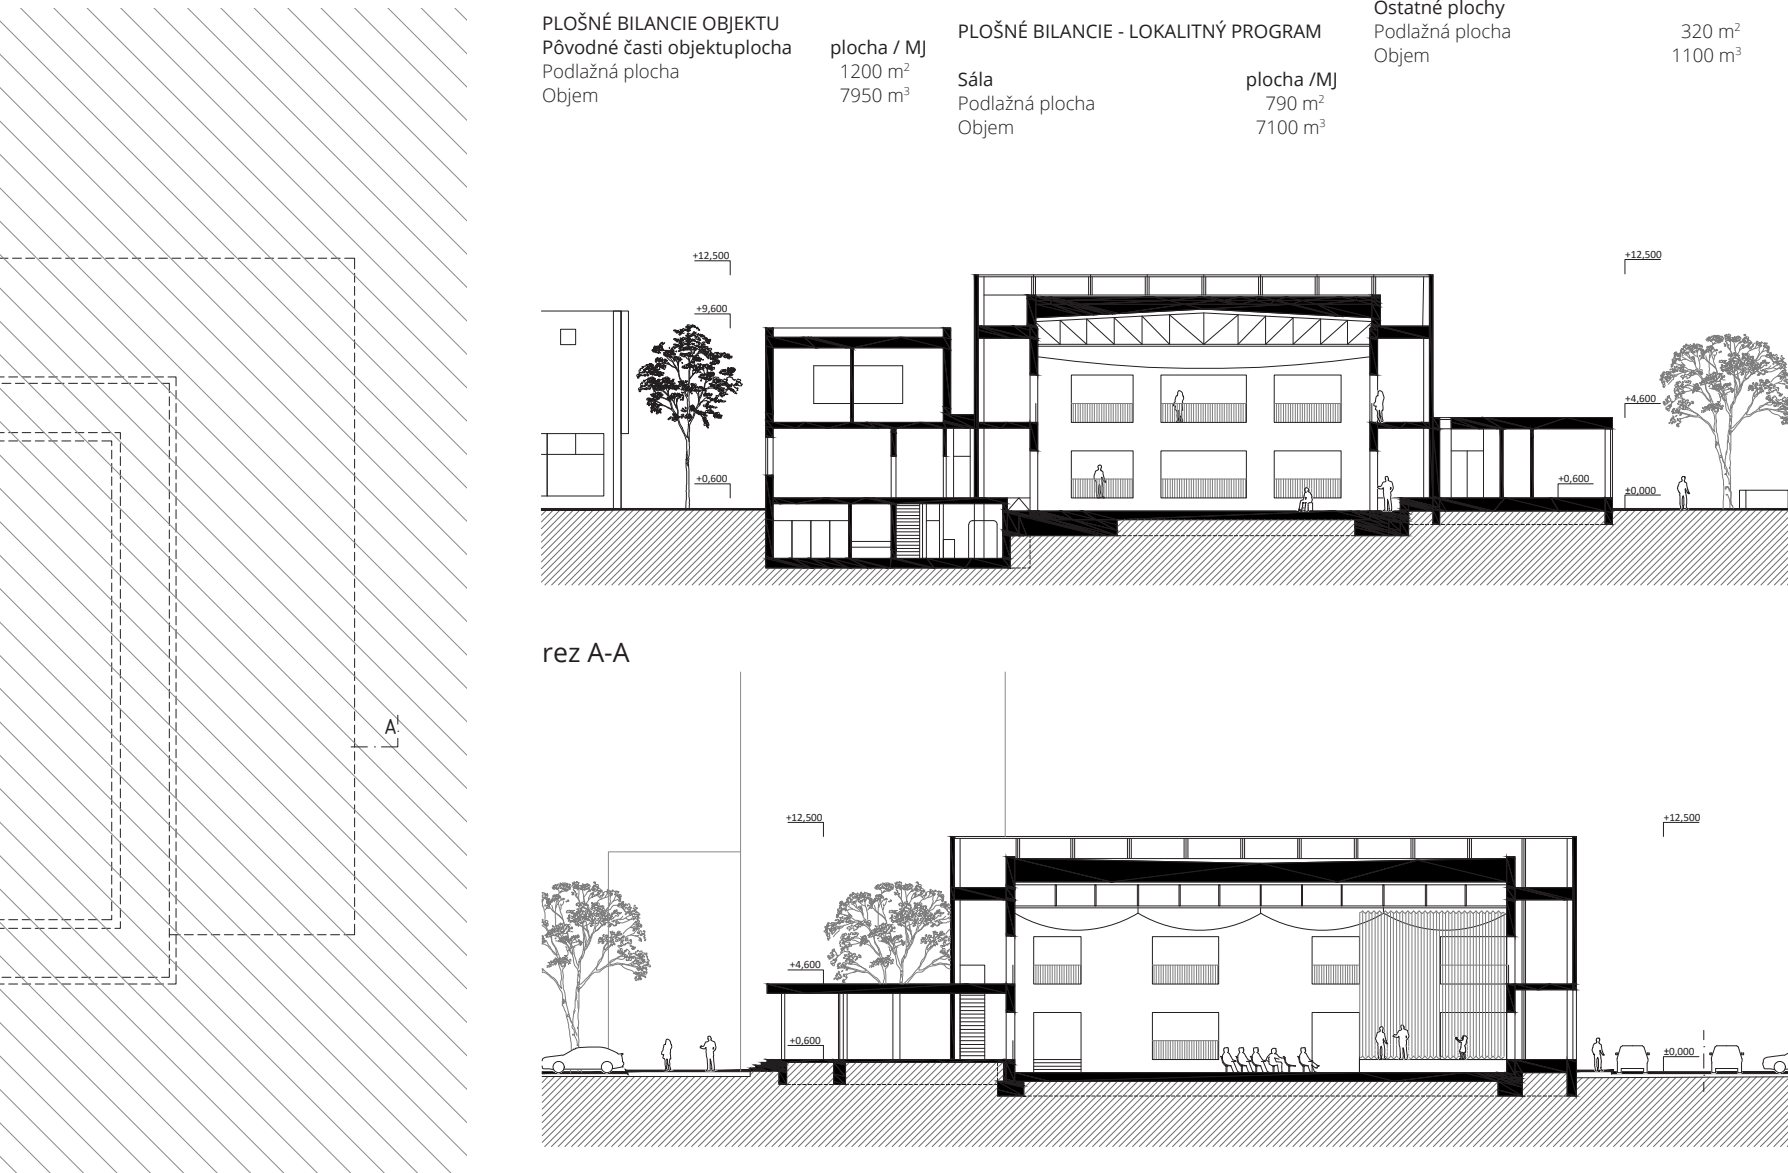 PLOŠNÉ BILANCIE OBJEKTU
Pôvodné časti objektuplocha plocha / MJ
Podlažná plocha 1200 m²
Objem 7950 m³
PLOŠNÉ BILANCIE - LOKALITNÝ PROGRAM
Sála plocha /MJ
Podlažná plocha 790 m²
Objem 7100 m³
Ostatné plochy
Podlažná plocha 320 m²
Objem 1100 m³
+12,500
+9,600
+0,600
+12,500
+4,600
+0,600
±0,000
rez A-A
A'
+12,500
+4,600
+0,600
+12,500
±0,000